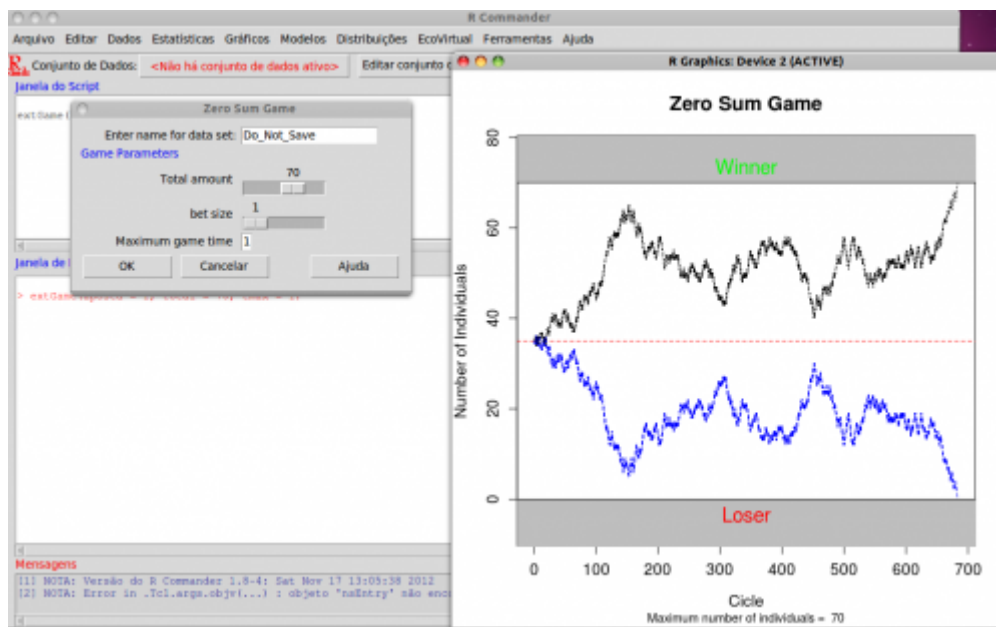 R Commander
Arquivo Editar Dados Estatísticas Gráficos Modelos Distribuições EcoVirtual Ferramentas Ajuda
R Conjunto de Dados: <Não há conjunto de dados ativo> Editar conjunto
Janela do Script
extGame
Zero Sum Game
Enter name for data set: Do_Not_Save
Game Parameters
Total amount 70
bet size 1
Maximum game time 1
OK Cancelar Ajuda
Janela de
> extGame
Mensagens
[1] NOTA: Versão do R Commander 1.8-4: Sat Nov 17 13:05:38 2012
[2] NOTA: Error in .Tcl.args.objv(...) : objeto "naEntry" não
R Graphics: Device 2 (ACTIVE)
Zero Sum Game
Winner
Loser
Number of Individuals
0 20 40 60 80
0 100 200 300 400 500 600 700
Cicle
Maximum number of individuals = 70